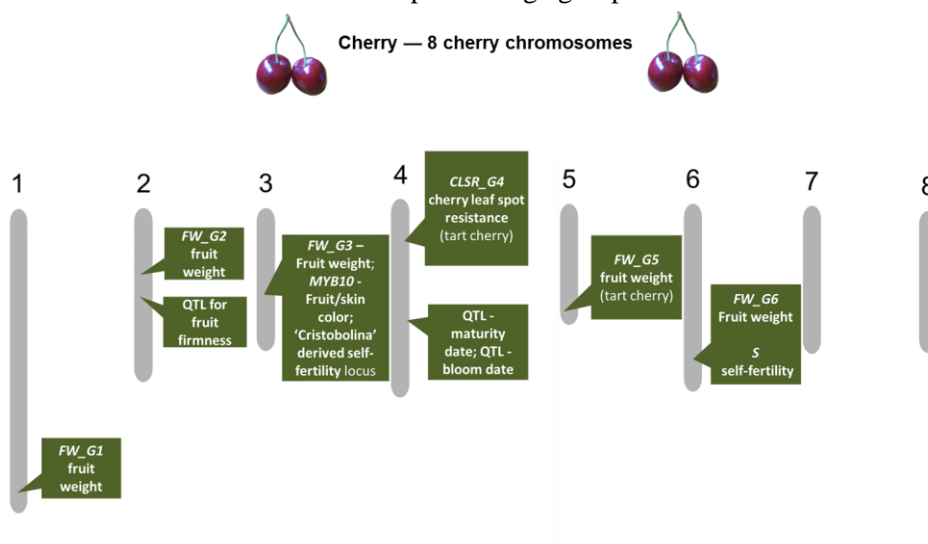 Cherry — 8 cherry chromosomes
1
2
3
4
5
6
7
8
FW_G1
fruit
weight
FW_G2
fruit
weight
QTL for
fruit
firmness
FW_G3 –
Fruit weight;
MYB10 -
Fruit/skin
color;
'Cristobolina'
derived self-
fertility locus
CLSR_G4
cherry leaf spot
resistance
(tart cherry)
QTL -
maturity
date; QTL -
bloom date
FW_G5
fruit weight
(tart cherry)
FW_G6
Fruit weight
S
self-fertility